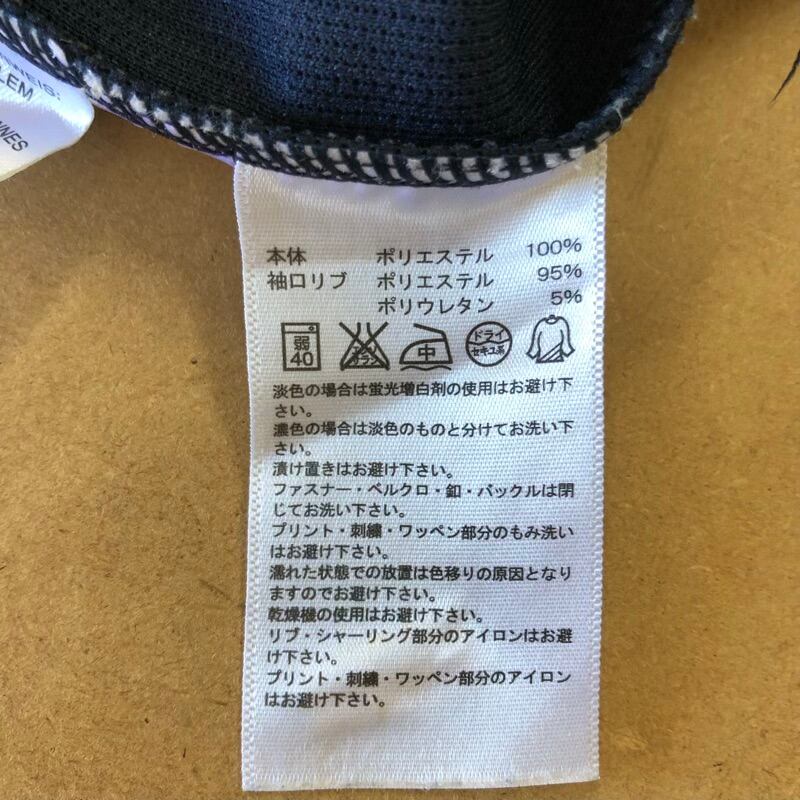 WEIS:
LEM
NNES
本体 ポリエステル 100%
袖口リブ ポリエステル 95%
ポリウレタン 5%
弱 40 エンソ サラシ 中 ドライ セキユ系
淡色の場合は蛍光増白剤の使用はお避け下
さい。
濃色の場合は淡色のものと分けてお洗い下
さい。
漬け置きはお避け下さい。
ファスナー・ベルクロ・釦・バックルは閉
じてお洗い下さい。
プリント・刺繍・ワッペン部分のもみ洗い
はお避け下さい。
濡れた状態での放置は色移りの原因となり
ますのでお避け下さい。
乾燥機の使用はお避け下さい。
リブ・シャーリング部分のアイロンはお避
け下さい。
プリント・刺繍・ワッペン部分のアイロン
はお避け下さい。